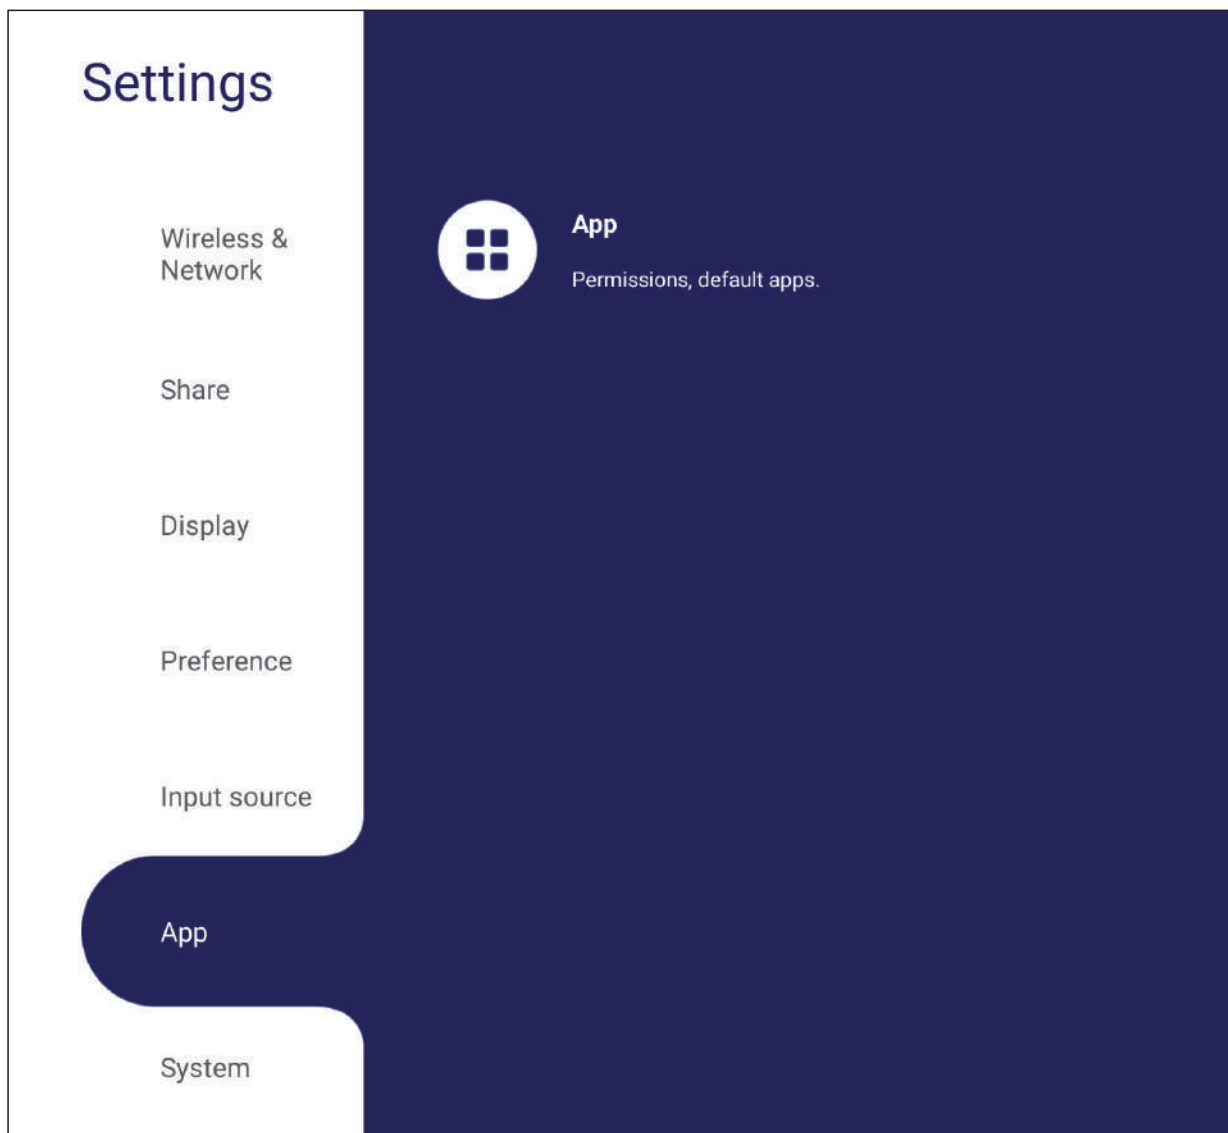 Settings
Wireless &
Network
Share
Display
Preference
Input source
App
System
App
Permissions, default apps.